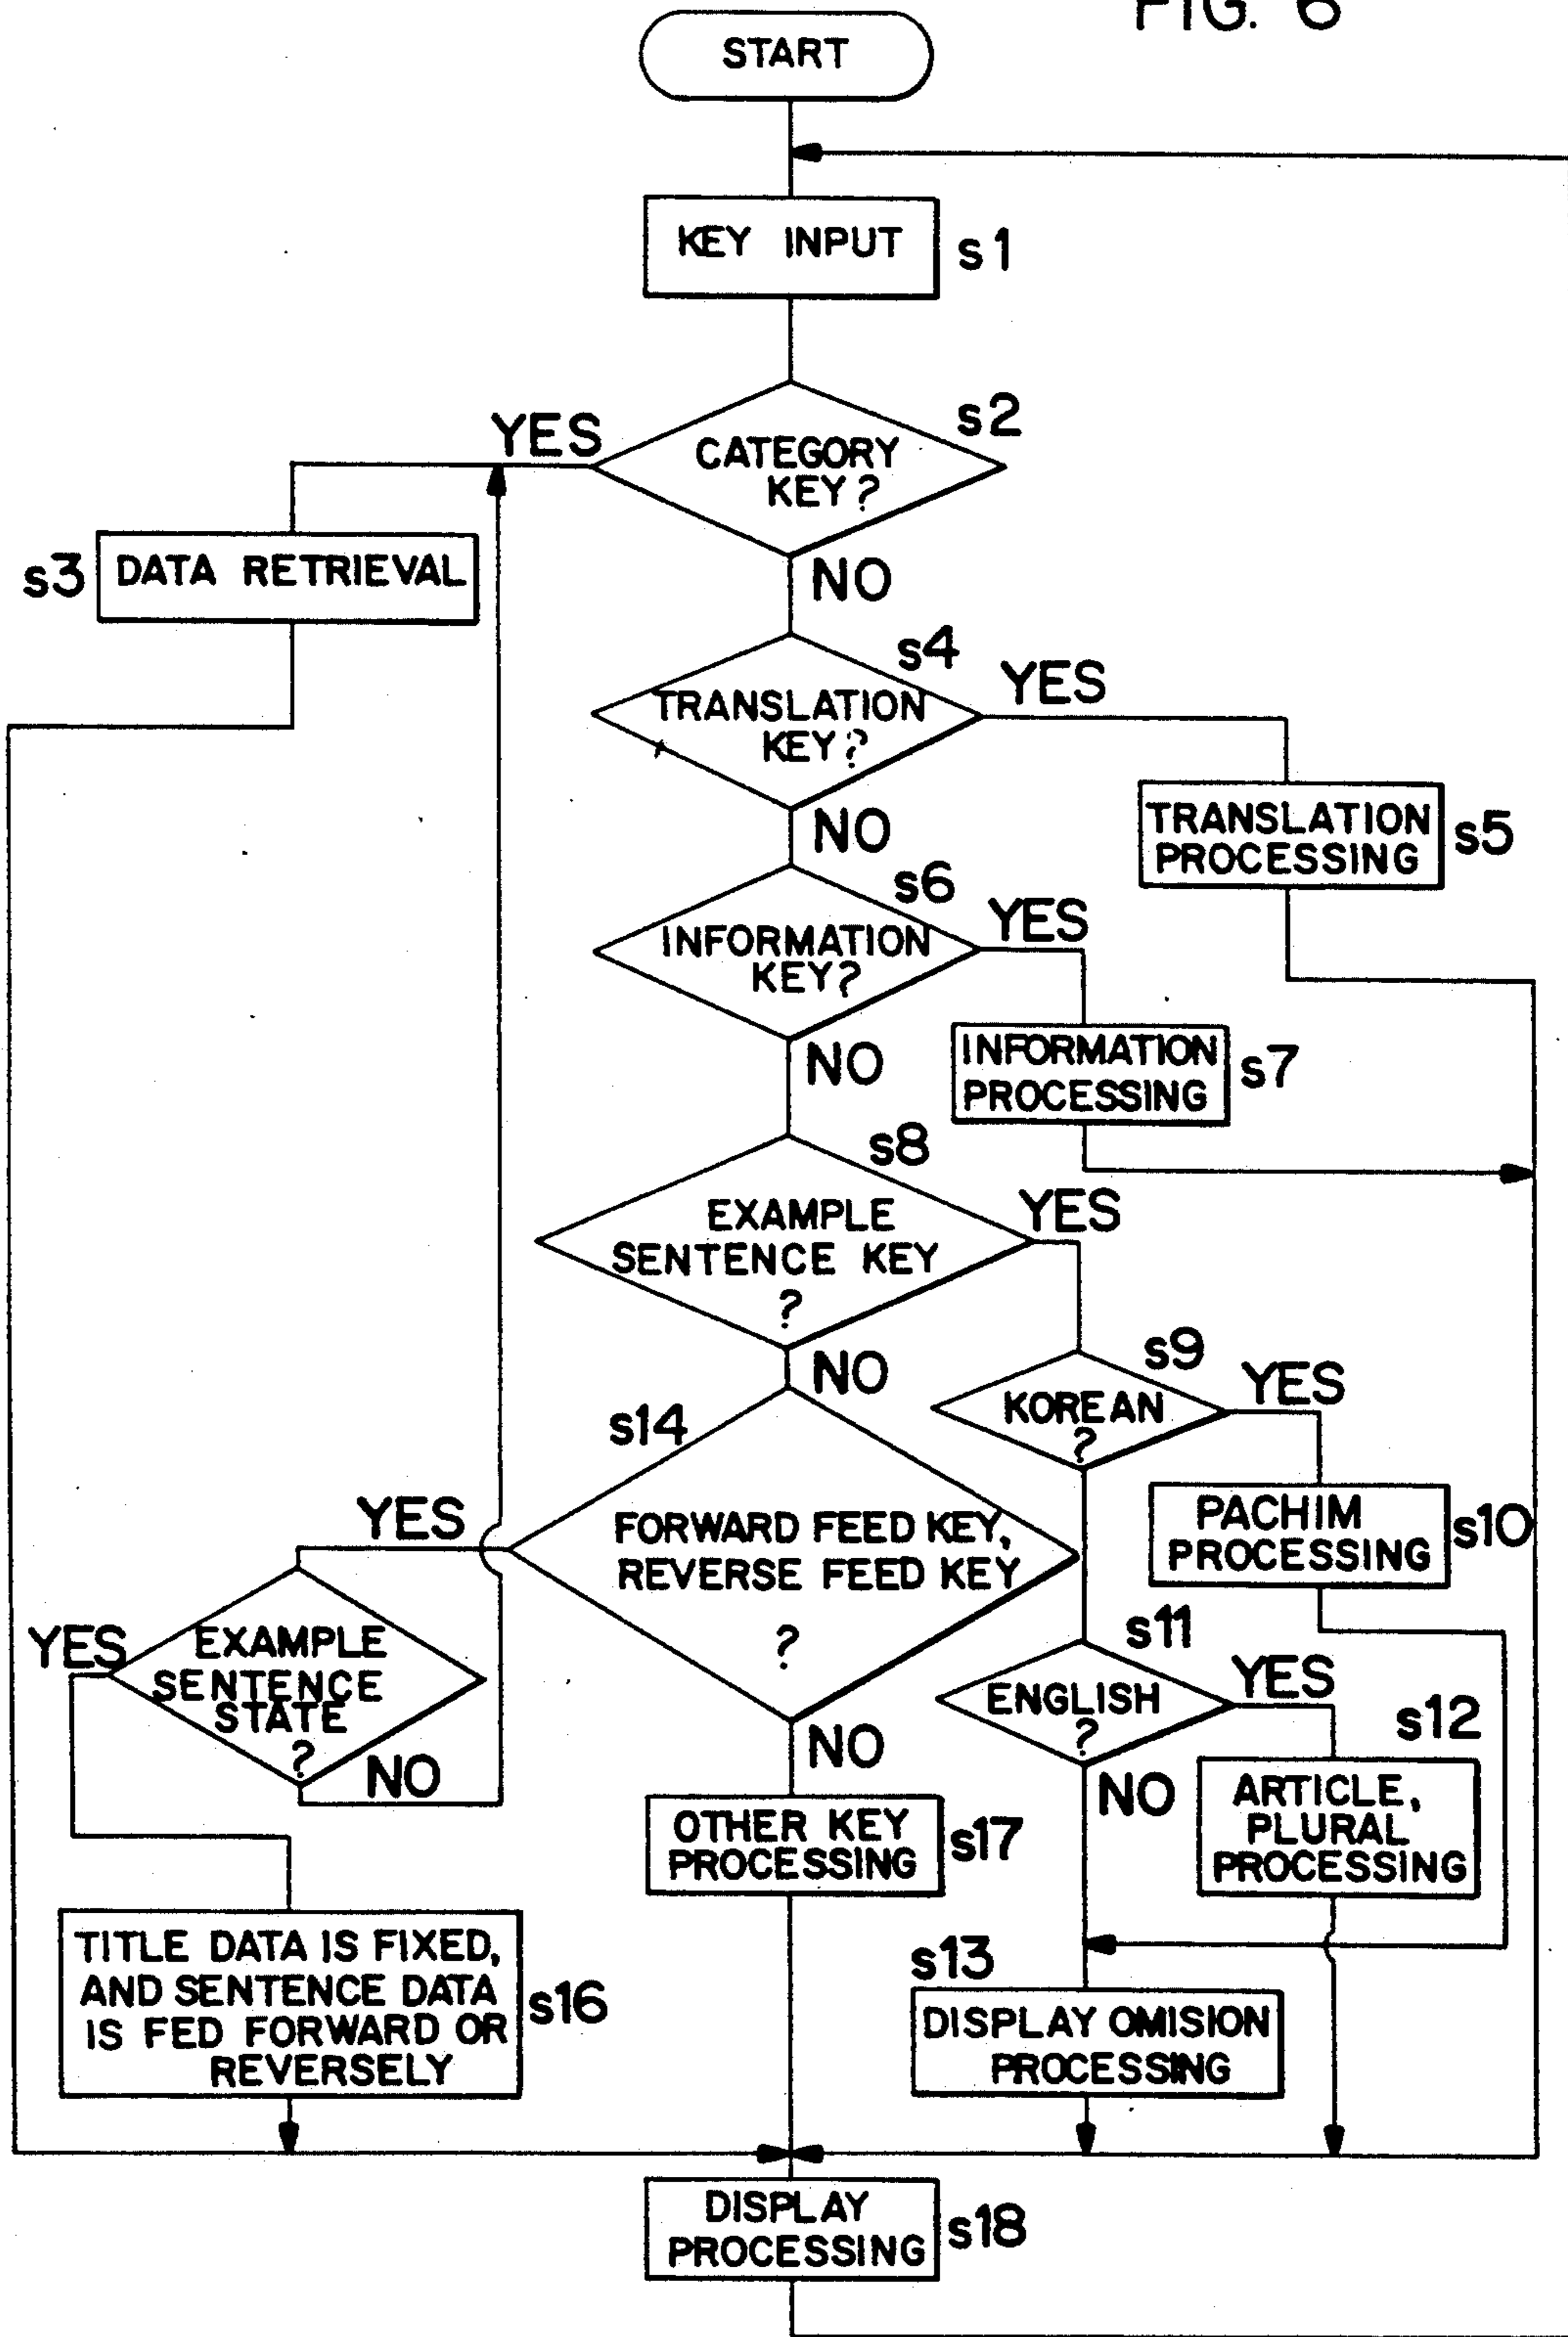 FIG. 6
START
KEY INPUT
s1
s2
YES
CATEGORY
KEY?
NO
s3
DATA RETRIEVAL
s4
YES
TRANSLATION
KEY?
NO
TRANSLATION
PROCESSING
s5
s6
YES
INFORMATION
KEY?
NO
INFORMATION
PROCESSING
s7
s8
YES
EXAMPLE
SENTENCE KEY
?
NO
s9
YES
KOREAN
?
s14
YES
FORWARD FEED KEY,
REVERSE FEED KEY
?
NO
PACHIM
PROCESSING
s10
s11
YES
ENGLISH
?
NO
s12
ARTICLE,
PLURAL
PROCESSING
YES
EXAMPLE
SENTENCE
STATE
?
NO
OTHER KEY
PROCESSING
s17
TITLE DATA IS FIXED,
AND SENTENCE DATA
IS FED FORWARD OR
REVERSELY
s16
s13
DISPLAY OMISION
PROCESSING
DISPLAY
PROCESSING
s18